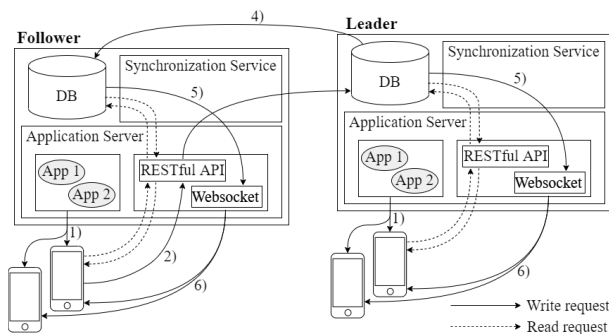 Follower
4)
Leader
Synchronization Service
DB
5)
Application Server
App 1
App 2
RESTful API
Websocket
1)
2)
6)
Synchronization Service
DB
5)
Application Server
App 1
App 2
RESTful API
Websocket
1)
6)
Write request
Read request